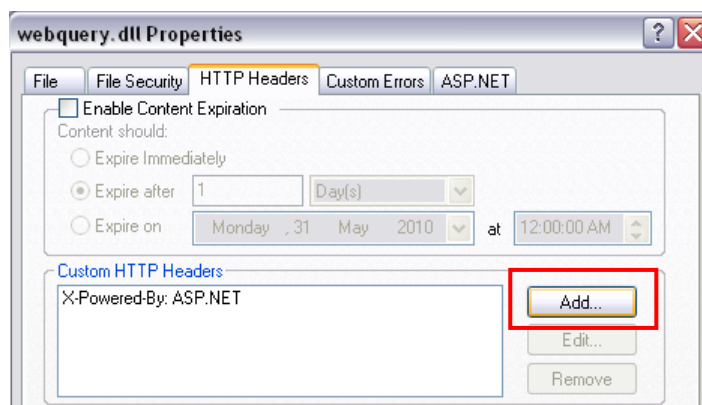 webquery.dll Properties
File File Security HTTP Headers Custom Errors ASP.NET
Enable Content Expiration
Content should:
Expire Immediately
Expire after 1 Day(s)
Expire on Monday , 31 May 2010 at 12:00:00 AM
Custom HTTP Headers
X-Powered-By: ASP.NET
Add...
Edit...
Remove